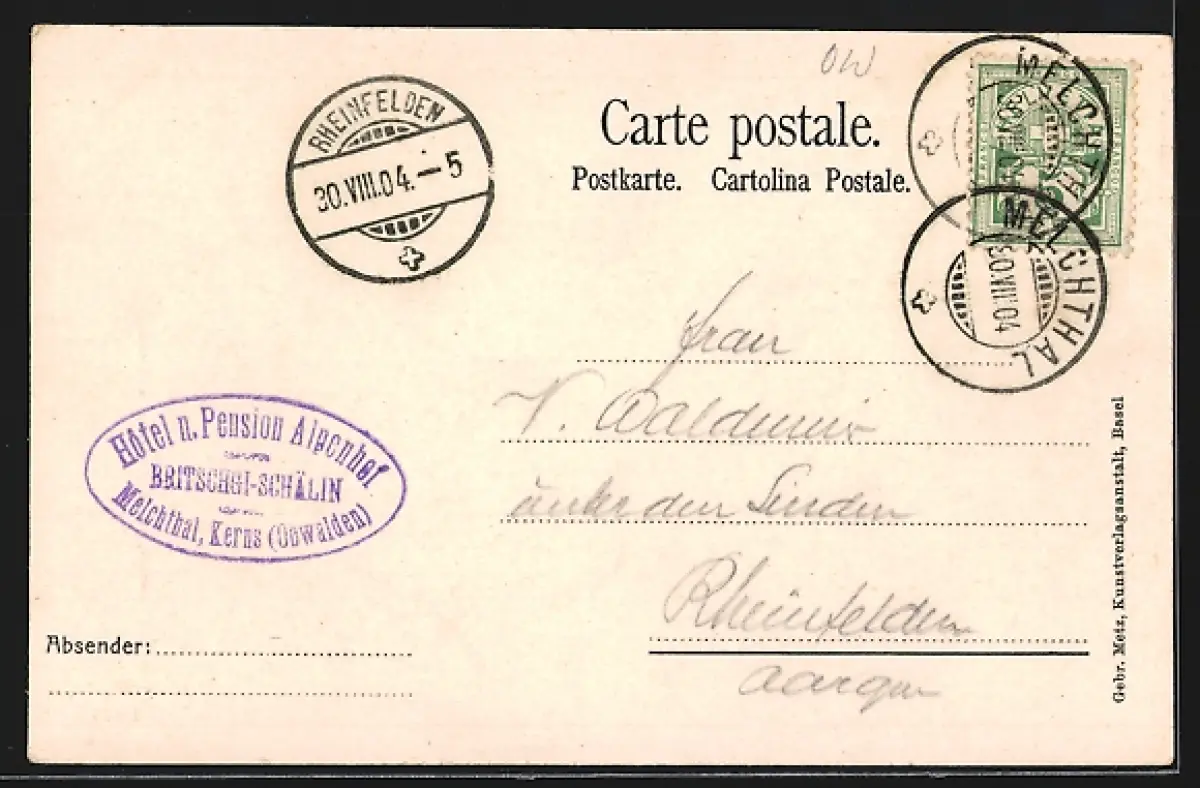 OW
Carte postale.
Postkarte. Cartolina Postale.
RHEINFELDEN
30.VIII.04.–5
MELCHTHAL
MELCHTHAL
30.VIII.04
Frau
V.
unter den Linden
Rheinfelden
Aargau
Hôtel u. Pension Alpenhof
BRITSCHGI-SCHÄLIN
Melchthal, Kerns (Obwalden)
Absender:
Gebr. Metz, Kunstverlagsanstalt, Basel